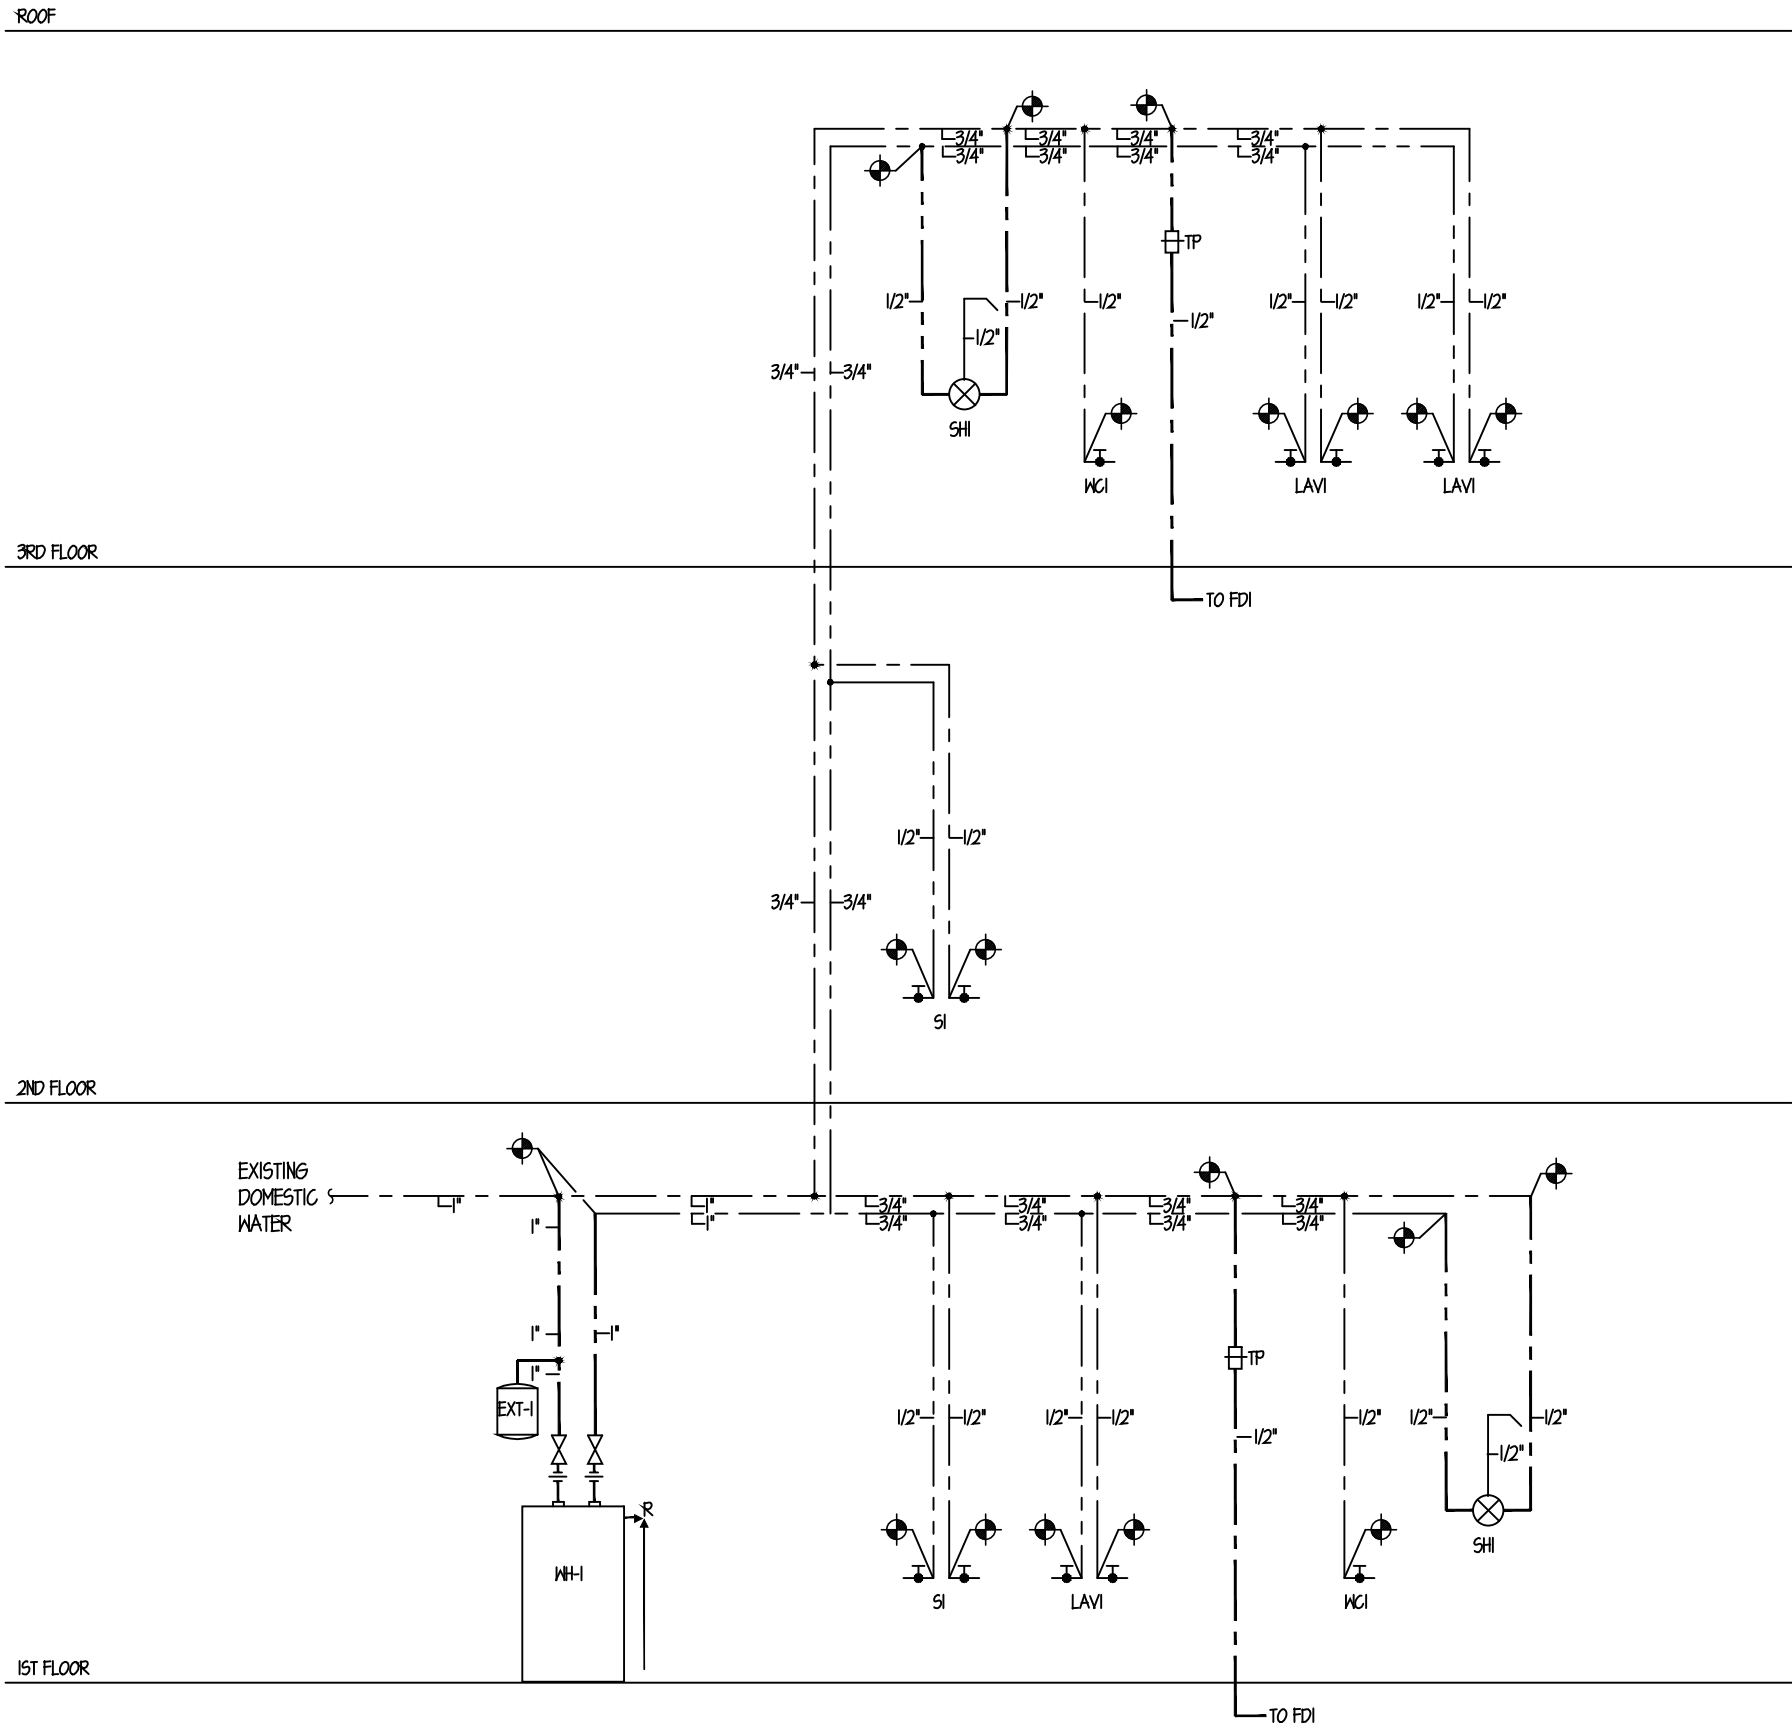 ROOF
3/4"
3/4"
3/4"
3/4"
3/4"
3/4"
3/4"
3/4"
TP
1/2"
1/2"
1/2"
1/2"
1/2"
1/2"
1/2"
1/2"
1/2"
3/4"
3/4"
SH1
WC1
LAV1
LAV1
3RD FLOOR
TO FD1
1/2"
1/2"
3/4"
3/4"
S1
2ND FLOOR
EXISTING
DOMESTIC
WATER
1"
1"
1"
1"
3/4"
3/4"
3/4"
3/4"
3/4"
3/4"
3/4"
3/4"
1"
1"
1"
TP
EXT-1
1/2"
1/2"
1/2"
1/2"
1/2"
1/2"
1/2"
1/2"
1/2"
R
SH1
WH-1
S1
LAV1
WC1
1ST FLOOR
TO FD1